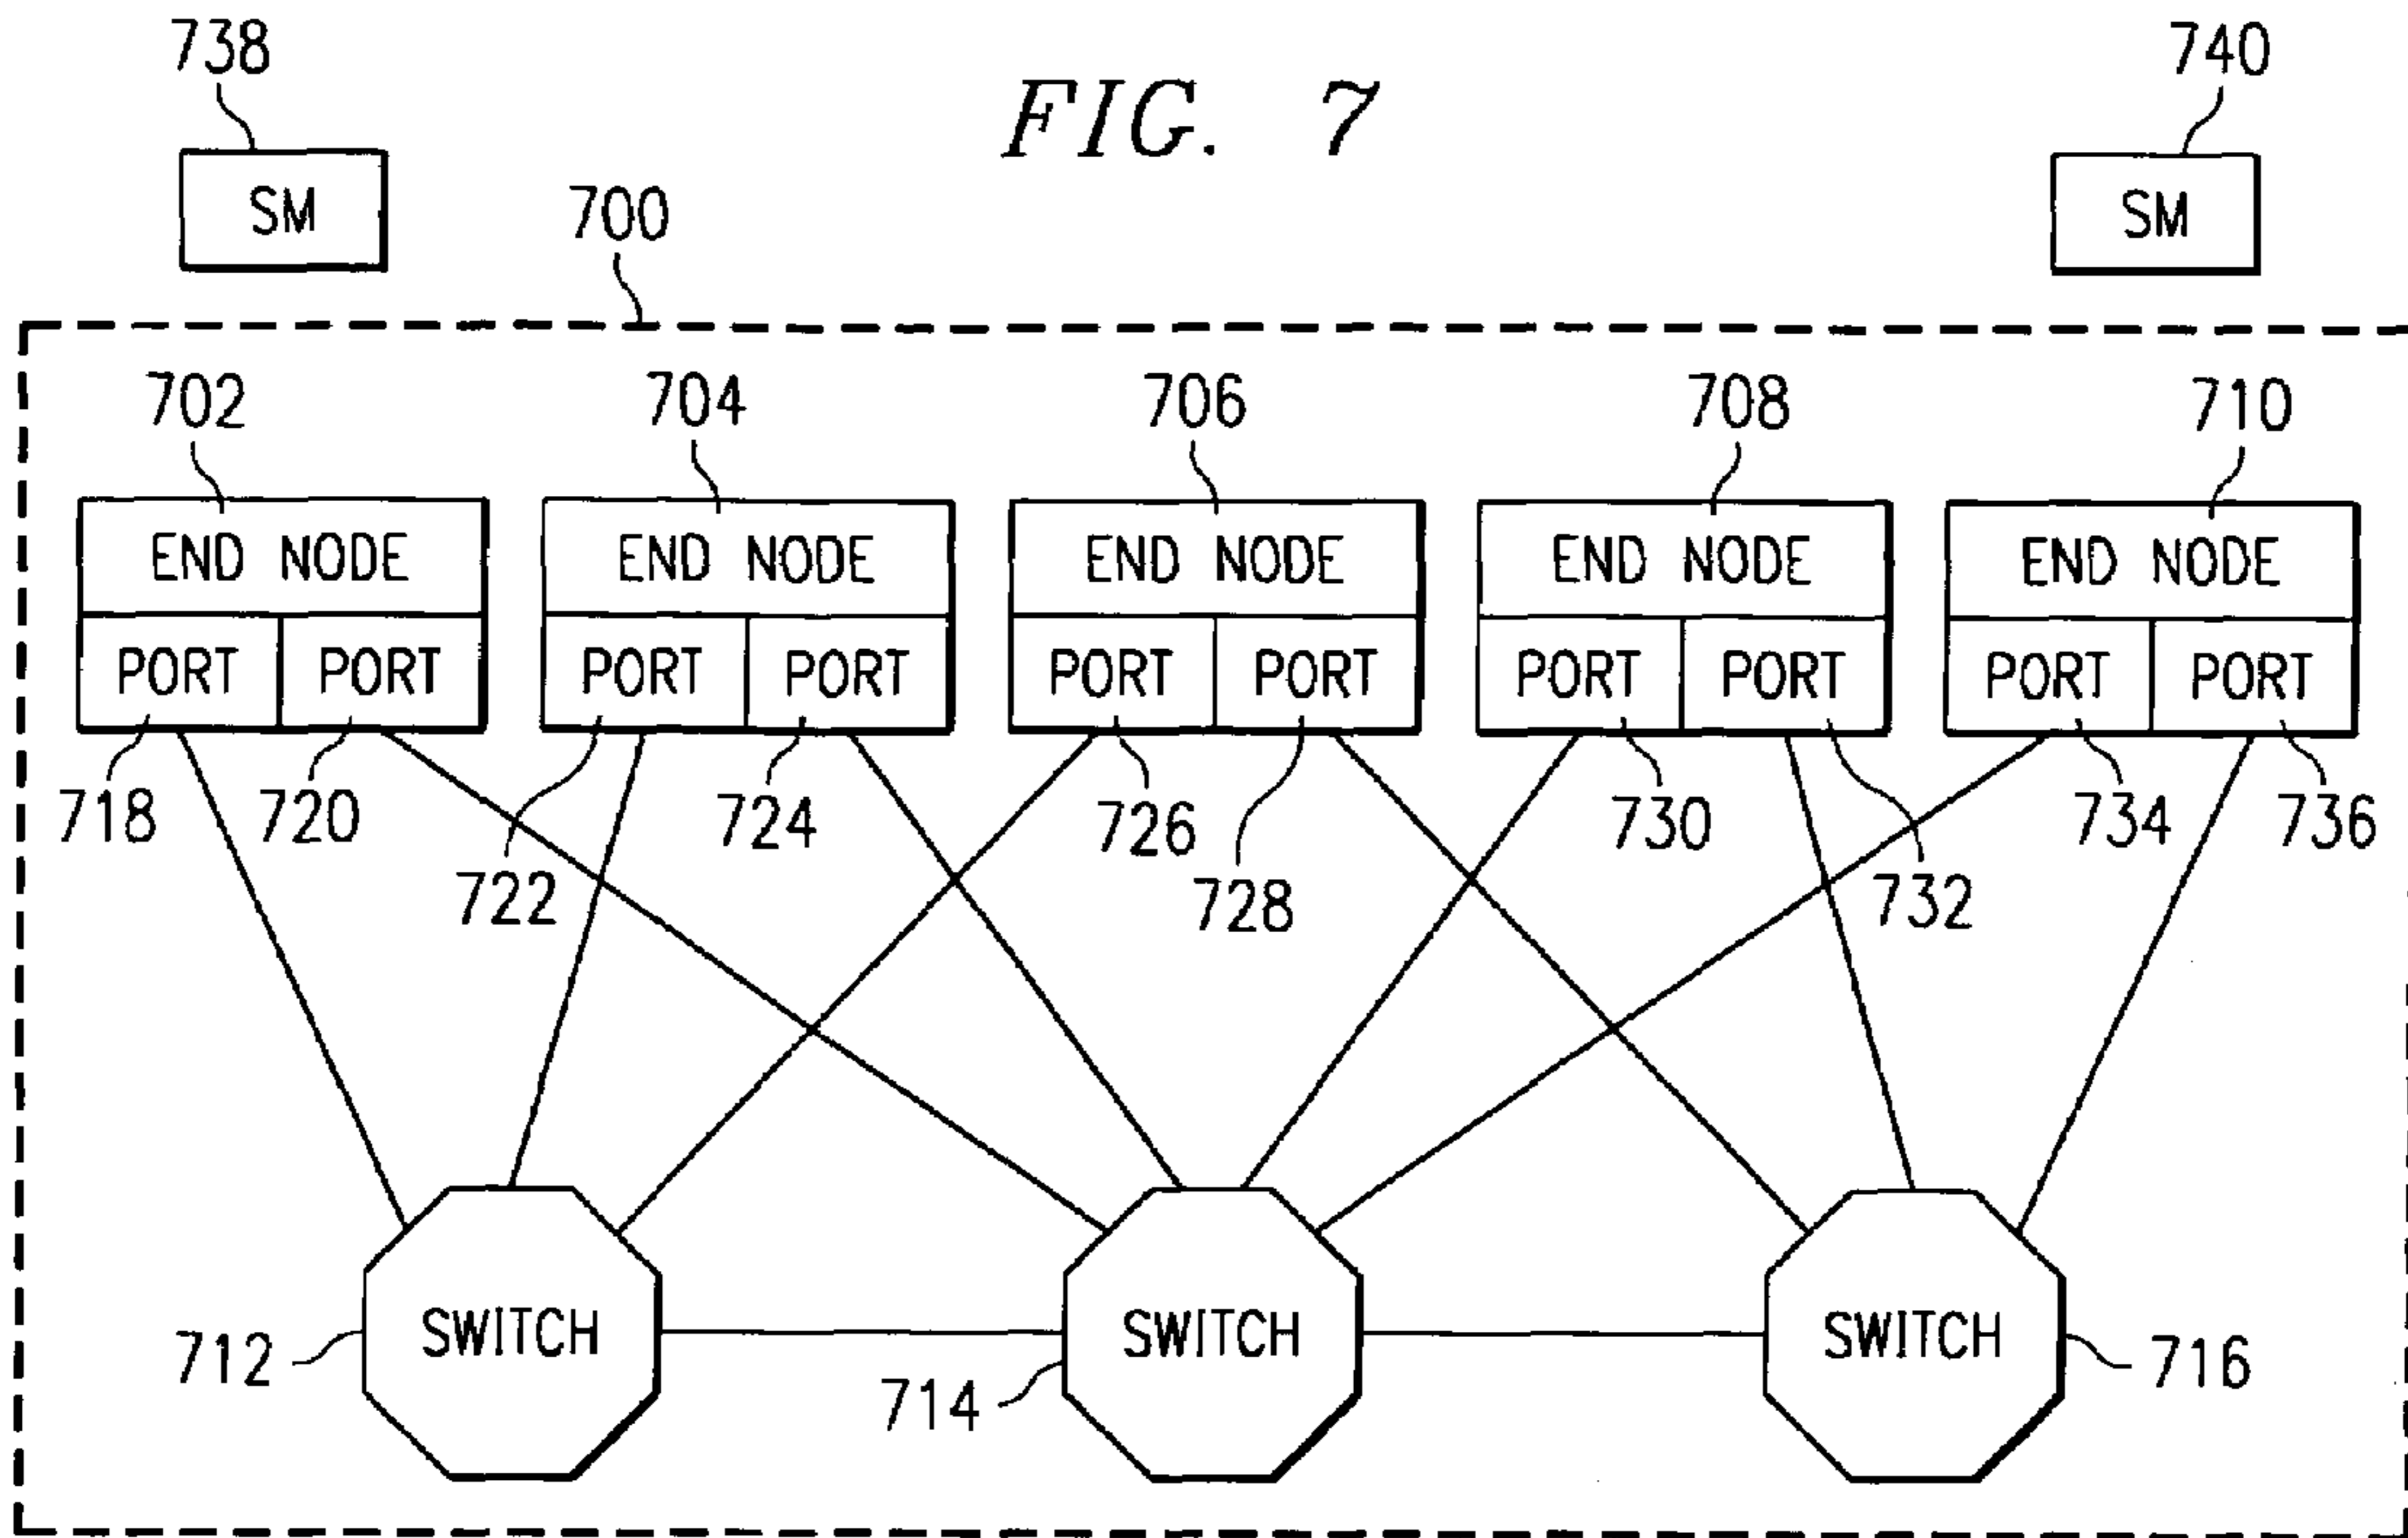 738
740
FIG. 7
SM
SM
700
702
704
706
708
710
END NODE
END NODE
END NODE
END NODE
END NODE
PORT
PORT
PORT
PORT
PORT
PORT
PORT
PORT
PORT
PORT
718
720
722
724
726
728
730
732
734
736
SWITCH
SWITCH
SWITCH
712
714
716